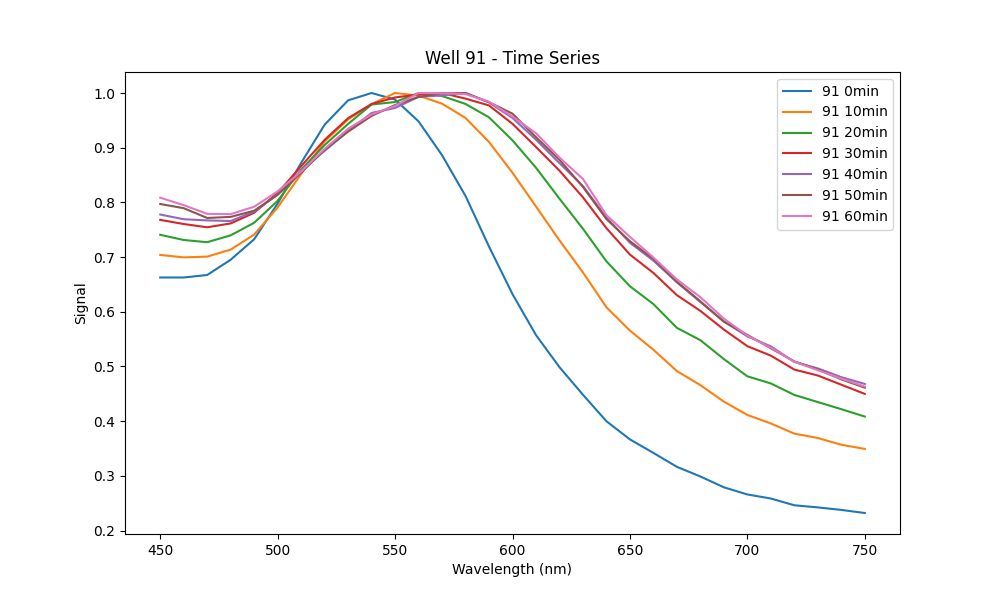 Well 91 - Time Series
Signal
1.0
0.9
0.8
0.7
0.6
0.5
0.4
0.3
0.2
91 0min
91 10min
91 20min
91 30min
91 40min
91 50min
91 60min
450 500 550 600 650 700 750
Wavelength (nm)